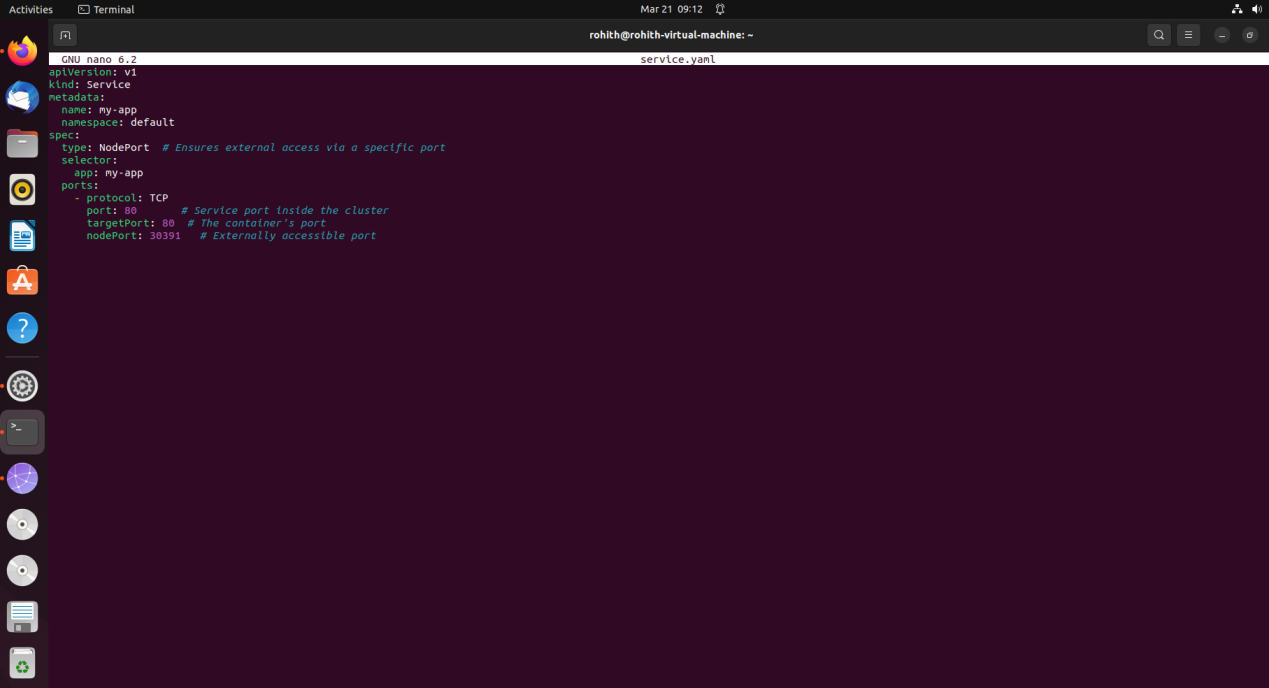 Activities Terminal Mar 21 09:12
rohith@rohith-virtual-machine: ~
GNU nano 6.2 service.yaml
apiVersion: v1
kind: Service
metadata:
  name: my-app
  namespace: default
spec:
  type: NodePort  # Ensures external access via a specific port
  selector:
    app: my-app
  ports:
    - protocol: TCP
      port: 80       # Service port inside the cluster
      targetPort: 80  # The container's port
      nodePort: 30391   # Externally accessible port